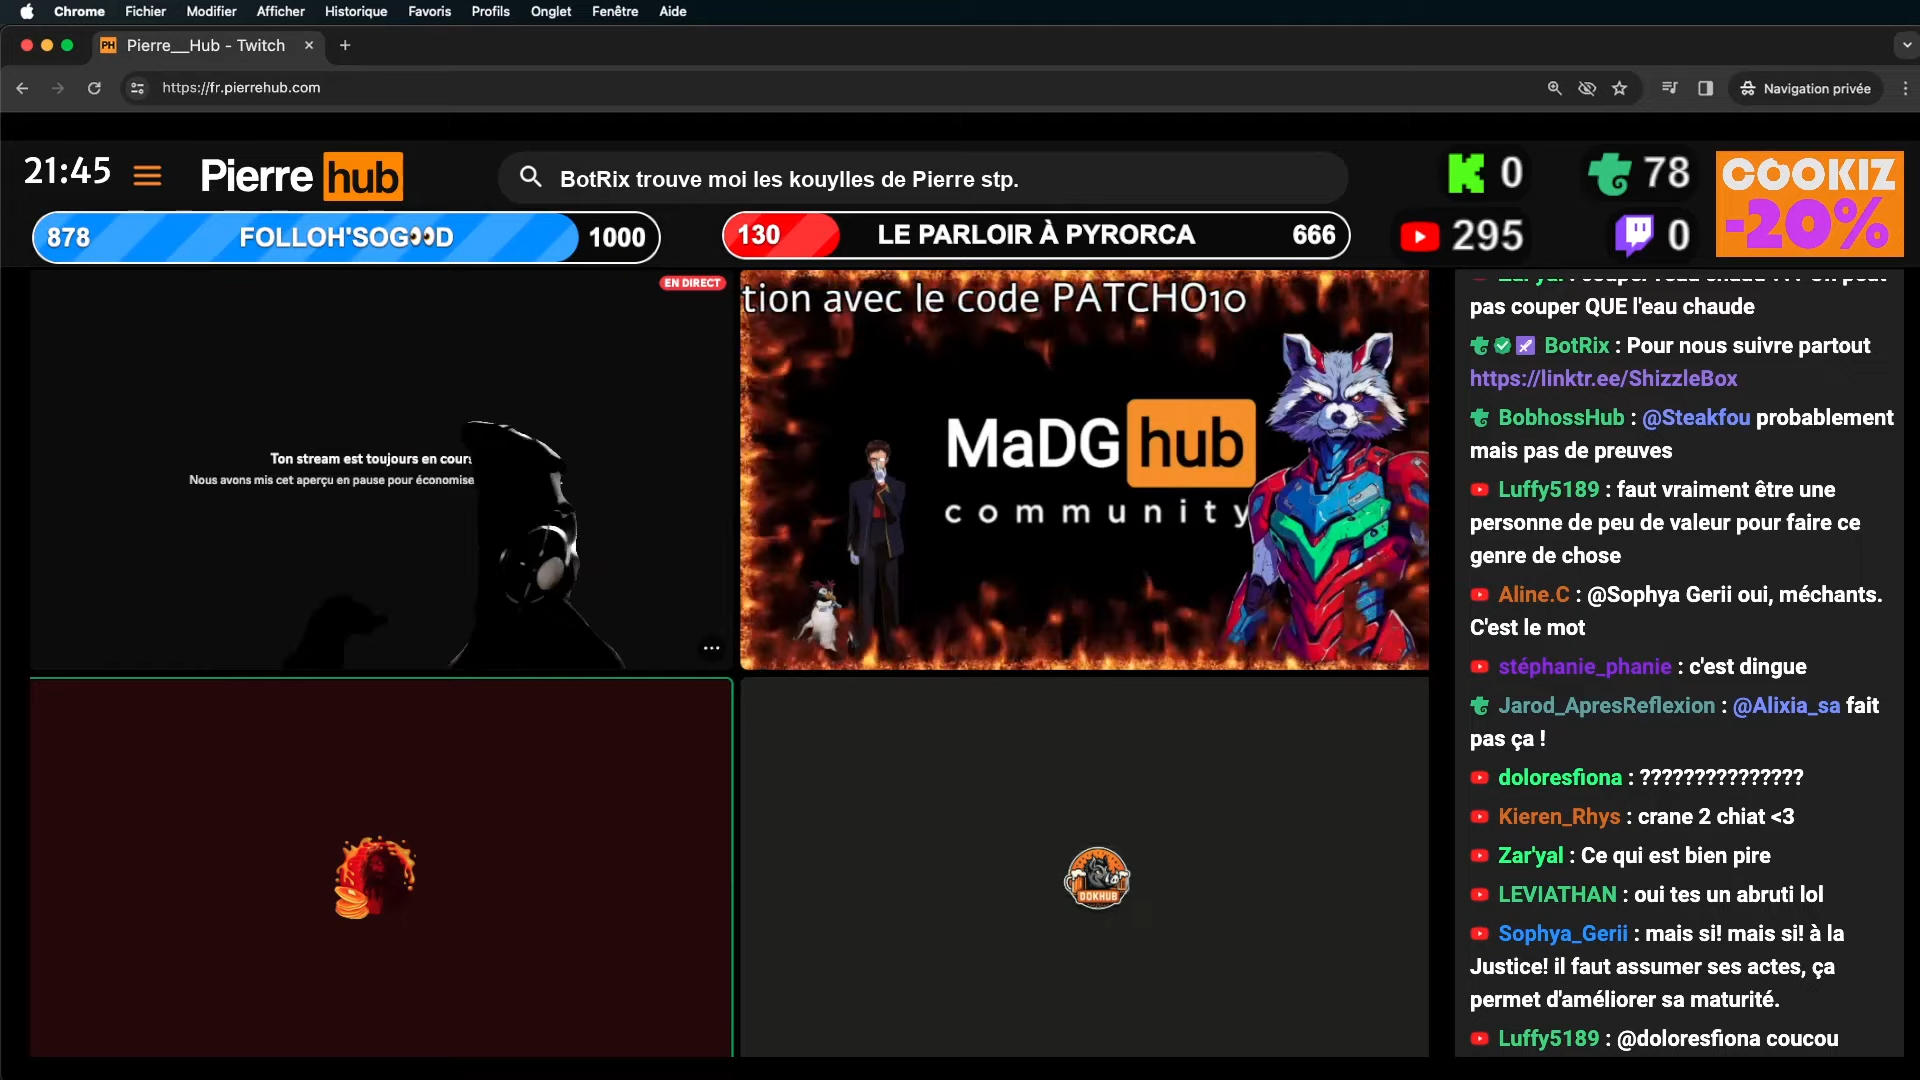 Chrome Fichier Modifier Afficher Historique Favoris Profils Onglet Fenêtre Aide
PH Pierre__Hub - Twitch
https://fr.pierrehub.com
Navigation privée
21:45
Pierre hub
BotRix trouve moi les kouylles de Pierre stp.
0
78
COOKIZ
-20%
878 FOLLOH'SOG👀D 1000
130 LE PARLOIR À PYRORCA 666
295
0
EN DIRECT
Ton stream est toujours en cours
Nous avons mis cet aperçu en pause pour économise
tion avec le code PATCHO10
MaDG hub
community
DOKHUB
pas couper QUE l'eau chaude
BotRix : Pour nous suivre partout
https://linktr.ee/ShizzleBox
BobhossHub : @Steakfou probablement
mais pas de preuves
Luffy5189 : faut vraiment être une
personne de peu de valeur pour faire ce
genre de chose
Aline.C : @Sophya Gerii oui, méchants.
C'est le mot
stéphanie_phanie : c'est dingue
Jarod_ApresReflexion : @Alixia_sa fait
pas ça !
doloresfiona : ???????????????
Kieren_Rhys : crane 2 chiat <3
Zar'yal : Ce qui est bien pire
LEVIATHAN : oui tes un abruti lol
Sophya_Gerii : mais si! mais si! à la
Justice! il faut assumer ses actes, ça
permet d'améliorer sa maturité.
Luffy5189 : @doloresfiona coucou